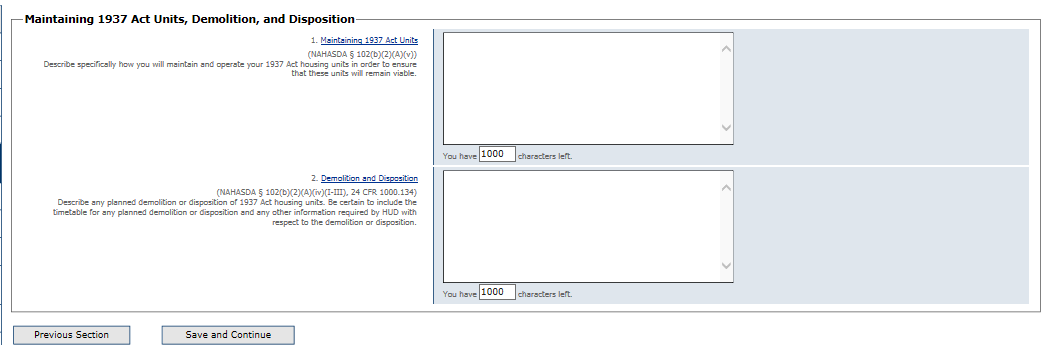 Maintaining 1937 Act Units, Demolition, and Disposition
1. Maintaining 1937 Act Units
(NAHASDA § 102(b)(2)(A)(v))
Describe specifically how you will maintain and operate your 1937 Act housing units in order to ensure
that these units will remain viable.
You have 1000 characters left.
2. Demolition and Disposition
(NAHASDA § 102(b)(2)(A)(iv)(I-III), 24 CFR 1000.134)
Describe any planned demolition or disposition of 1937 Act housing units. Be certain to include the
timetable for any planned demolition or disposition and any other information required by HUD with
respect to the demolition or disposition.
You have 1000 characters left.
Previous Section Save and Continue